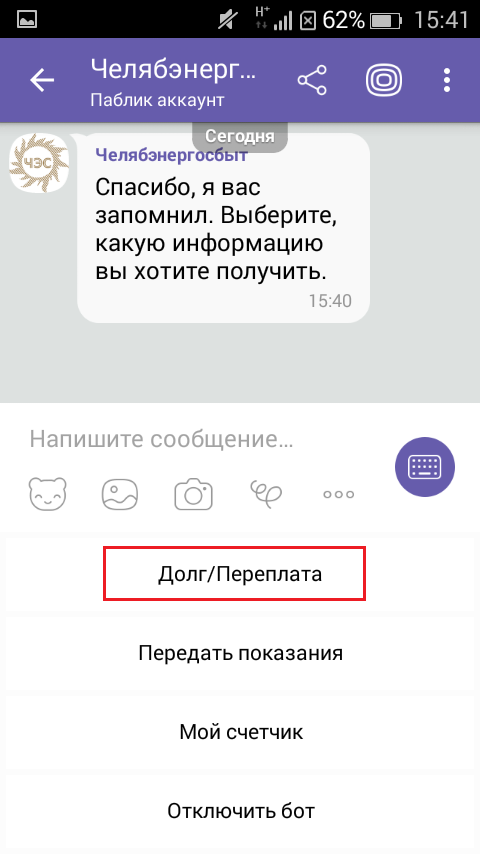 H+
62%
15:41
Челябэнерг...
Паблик аккаунт
Сегодня
ЧЭС
Челябэнергосбыт
Спасибо, я вас
запомнил. Выберите,
какую информацию
вы хотите получить.
15:40
Напишите сообщение...
Долг/Переплата
Передать показания
Мой счетчик
Отключить бот